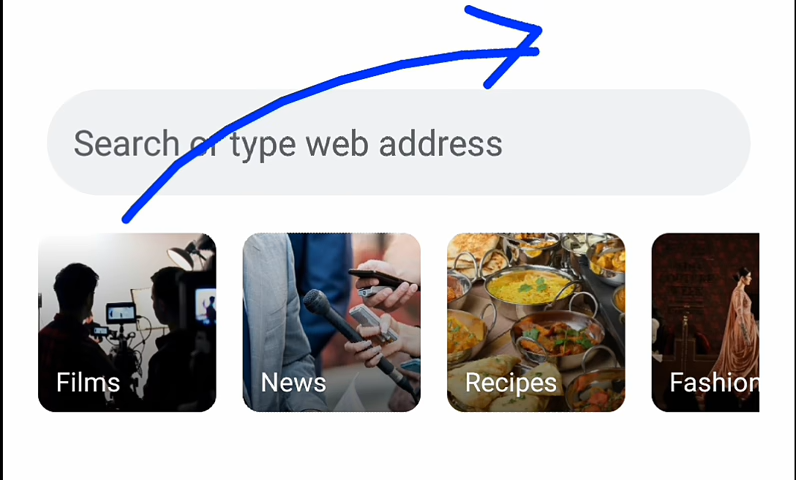 Search or type web address
Films
News
Recipes
Fashion